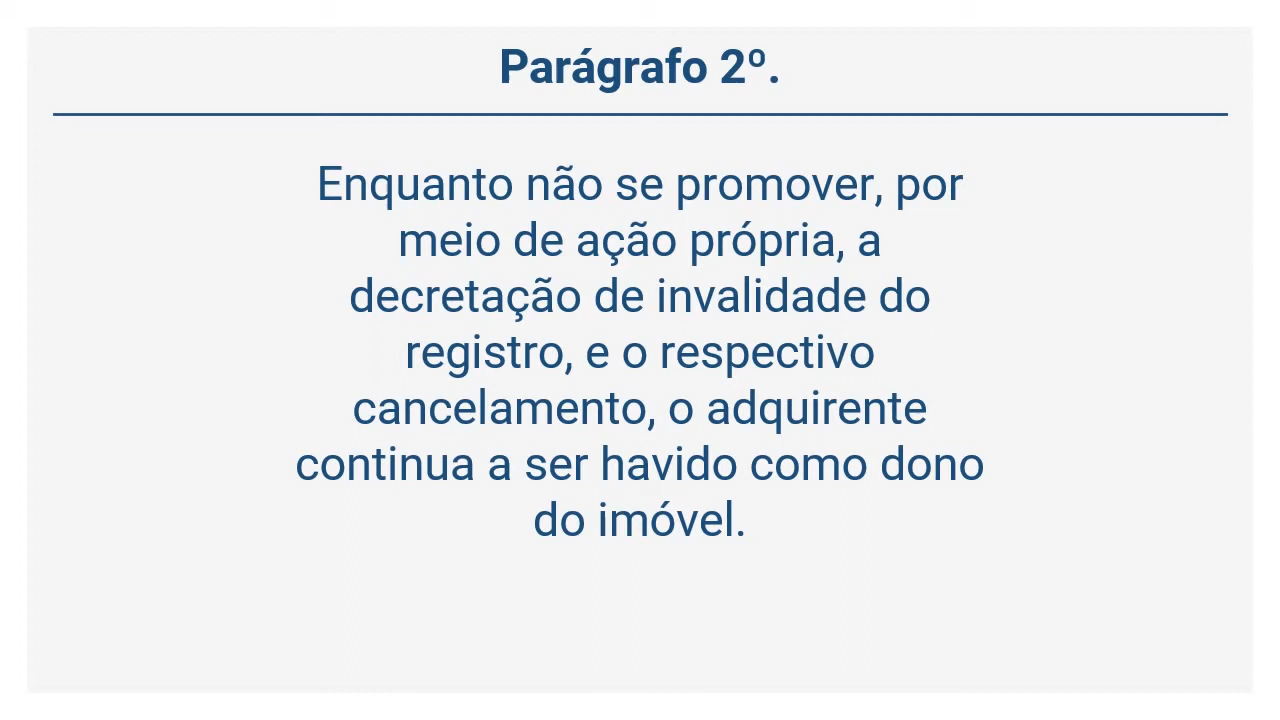 Parágrafo 2º.
Enquanto não se promover, por
meio de ação própria, a
decretação de invalidade do
registro, e o respectivo
cancelamento, o adquirente
continua a ser havido como dono
do imóvel.